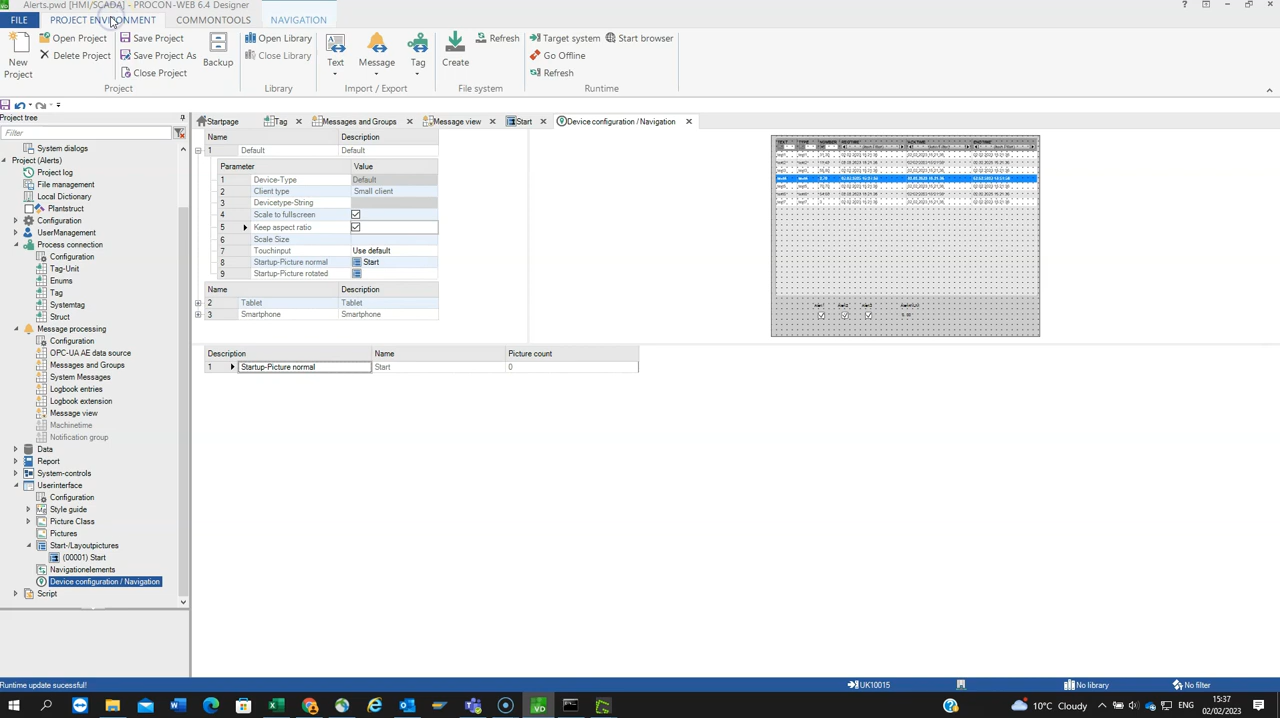 Alerts.pwd [HMI/SCADA] - PROCON-WEB 6.4 Designer
FILE PROJECT ENVIRONMENT COMMONTOOLS NAVIGATION
New Project
Open Project
Delete Project
Save Project
Save Project As
Close Project
Backup
Open Library
Close Library
Text
Message
Tag
Create
Refresh
Target system
Go Offline
Refresh
Start browser
Project Library Import / Export File system Runtime
Project tree
Filter
System dialogs
Project (Alerts)
Project log
File management
Local Dictionary
Plantstruct
Configuration
UserManagement
Process connection
Configuration
Tag-Unit
Enums
Tag
Systemtag
Struct
Message processing
Configuration
OPC-UA AE data source
Messages and Groups
System Messages
Logbook entries
Logbook extension
Message view
Machinetime
Notification group
Data
Report
System-controls
Userinterface
Configuration
Style guide
Picture Class
Pictures
Start-/Layoutpictures
(00001) Start
Navigationelements
Device configuration / Navigation
Script
Startpage Tag Messages and Groups Message view Start Device configuration / Navigation
Name Description
1 Default Default
Parameter Value
1 Device-Type Default
2 Client type Small client
3 Devicetype-String
4 Scale to fullscreen
5 Keep aspect ratio
6 Scale Size
7 Touchinput Use default
8 Startup-Picture normal Start
9 Startup-Picture rotated
Name Description
2 Tablet Tablet
3 Smartphone Smartphone
Description Name Picture count
1 Startup-Picture normal Start 0
TEXT TYPE NUMBER
Runtime update sucessful!
UK10015
No library
No filter
10°C Cloudy
ENG
15:37
02/02/2023